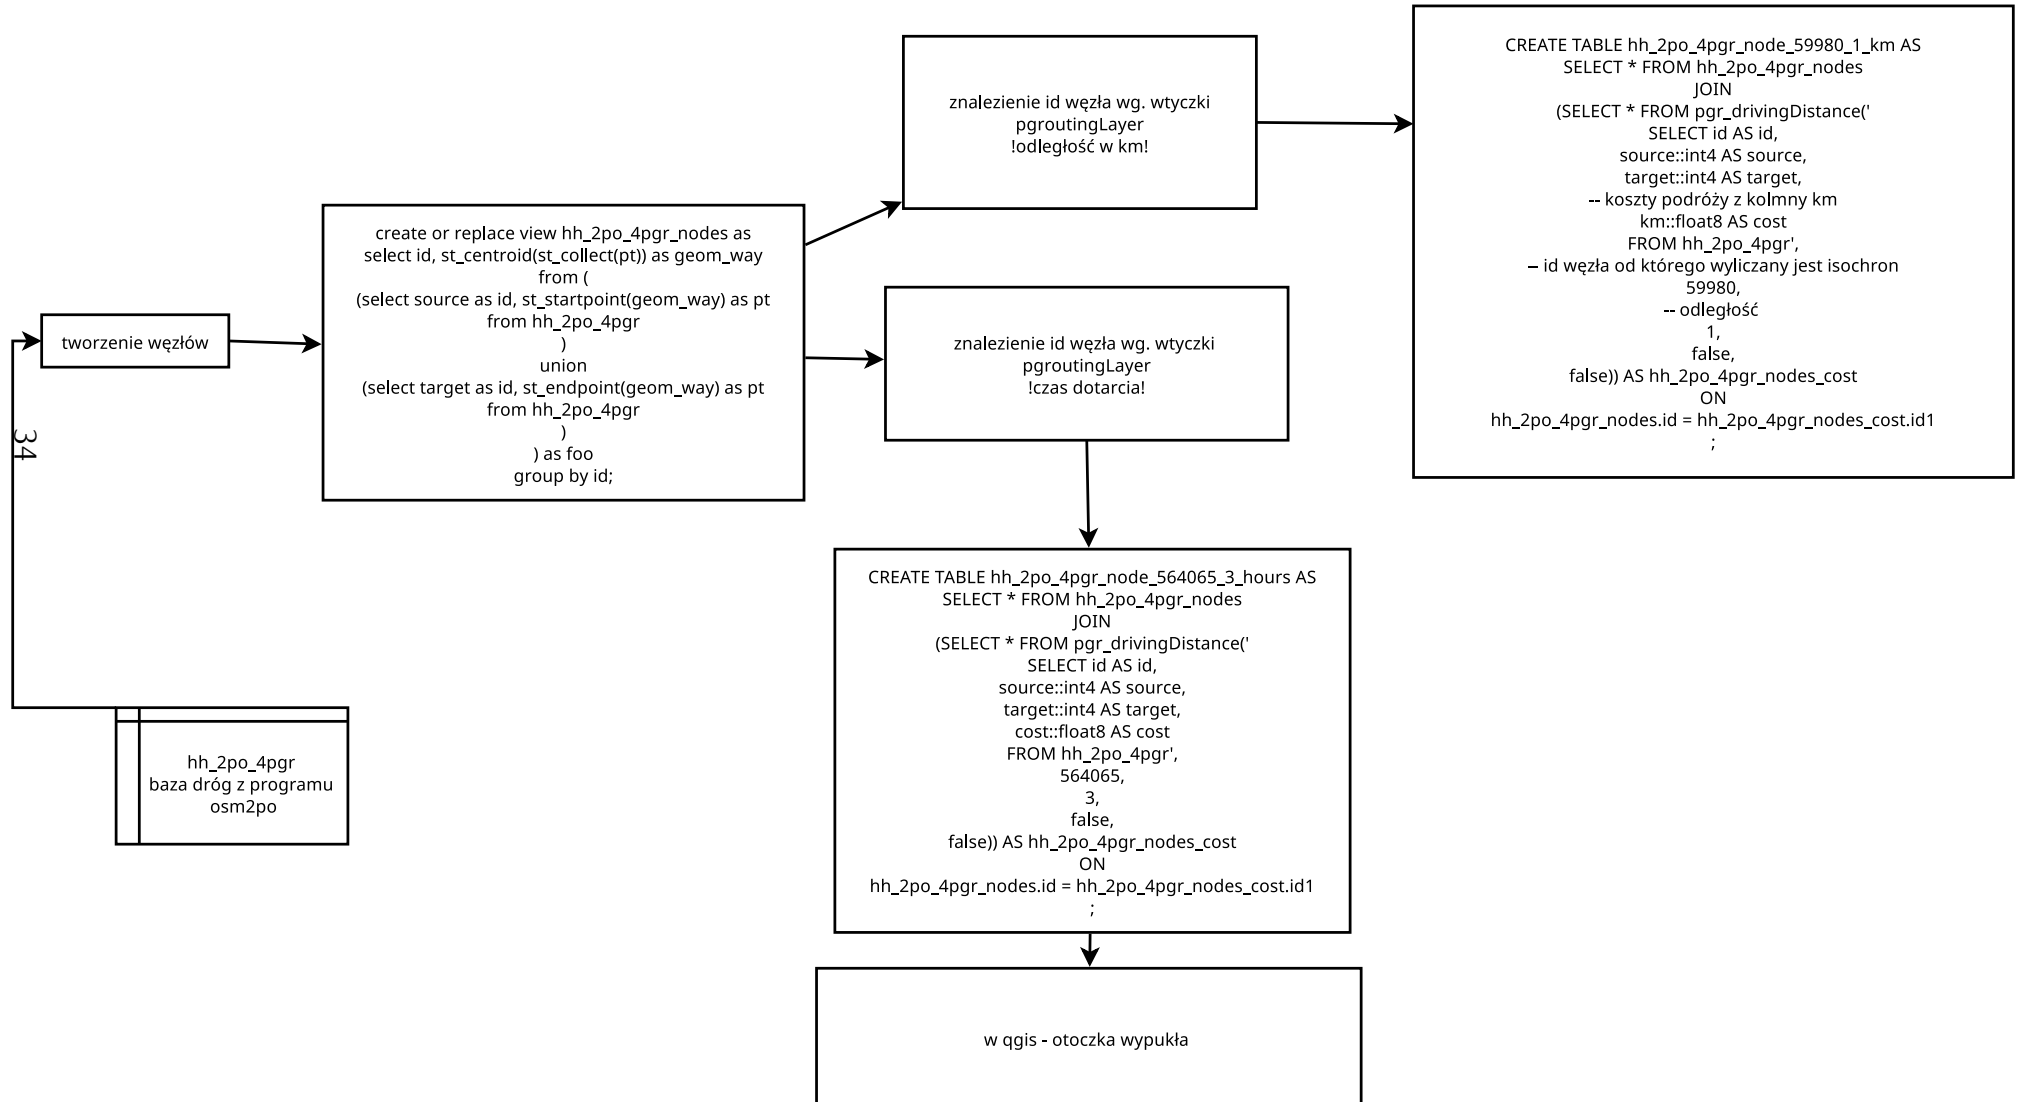 CREATE TABLE hh_2po_4pgr_node_59980_1_km AS
SELECT * FROM hh_2po_4pgr_nodes
JOIN
(SELECT * FROM pgr_drivingDistance('
SELECT id AS id,
source::int4 AS source,
target::int4 AS target,
-- koszty podróży z kolmny km
km::float8 AS cost
FROM hh_2po_4pgr',
– id węzła od którego wyliczany jest isochron
59980,
-- odległość
1,
false,
false)) AS hh_2po_4pgr_nodes_cost
ON
hh_2po_4pgr_nodes.id = hh_2po_4pgr_nodes_cost.id1
;
znalezienie id węzła wg. wtyczki
pgroutingLayer
!odległość w km!
create or replace view hh_2po_4pgr_nodes as
select id, st_centroid(st_collect(pt)) as geom_way
from (
(select source as id, st_startpoint(geom_way) as pt
from hh_2po_4pgr
)
union
(select target as id, st_endpoint(geom_way) as pt
from hh_2po_4pgr
)
) as foo
group by id;
tworzenie węzłów
znalezienie id węzła wg. wtyczki
pgroutingLayer
!czas dotarcia!
34
CREATE TABLE hh_2po_4pgr_node_564065_3_hours AS
SELECT * FROM hh_2po_4pgr_nodes
JOIN
(SELECT * FROM pgr_drivingDistance('
SELECT id AS id,
source::int4 AS source,
target::int4 AS target,
cost::float8 AS cost
FROM hh_2po_4pgr',
564065,
3,
false,
false)) AS hh_2po_4pgr_nodes_cost
ON
hh_2po_4pgr_nodes.id = hh_2po_4pgr_nodes_cost.id1
;
hh_2po_4pgr
baza dróg z programu
osm2po
w qgis - otoczka wypukła